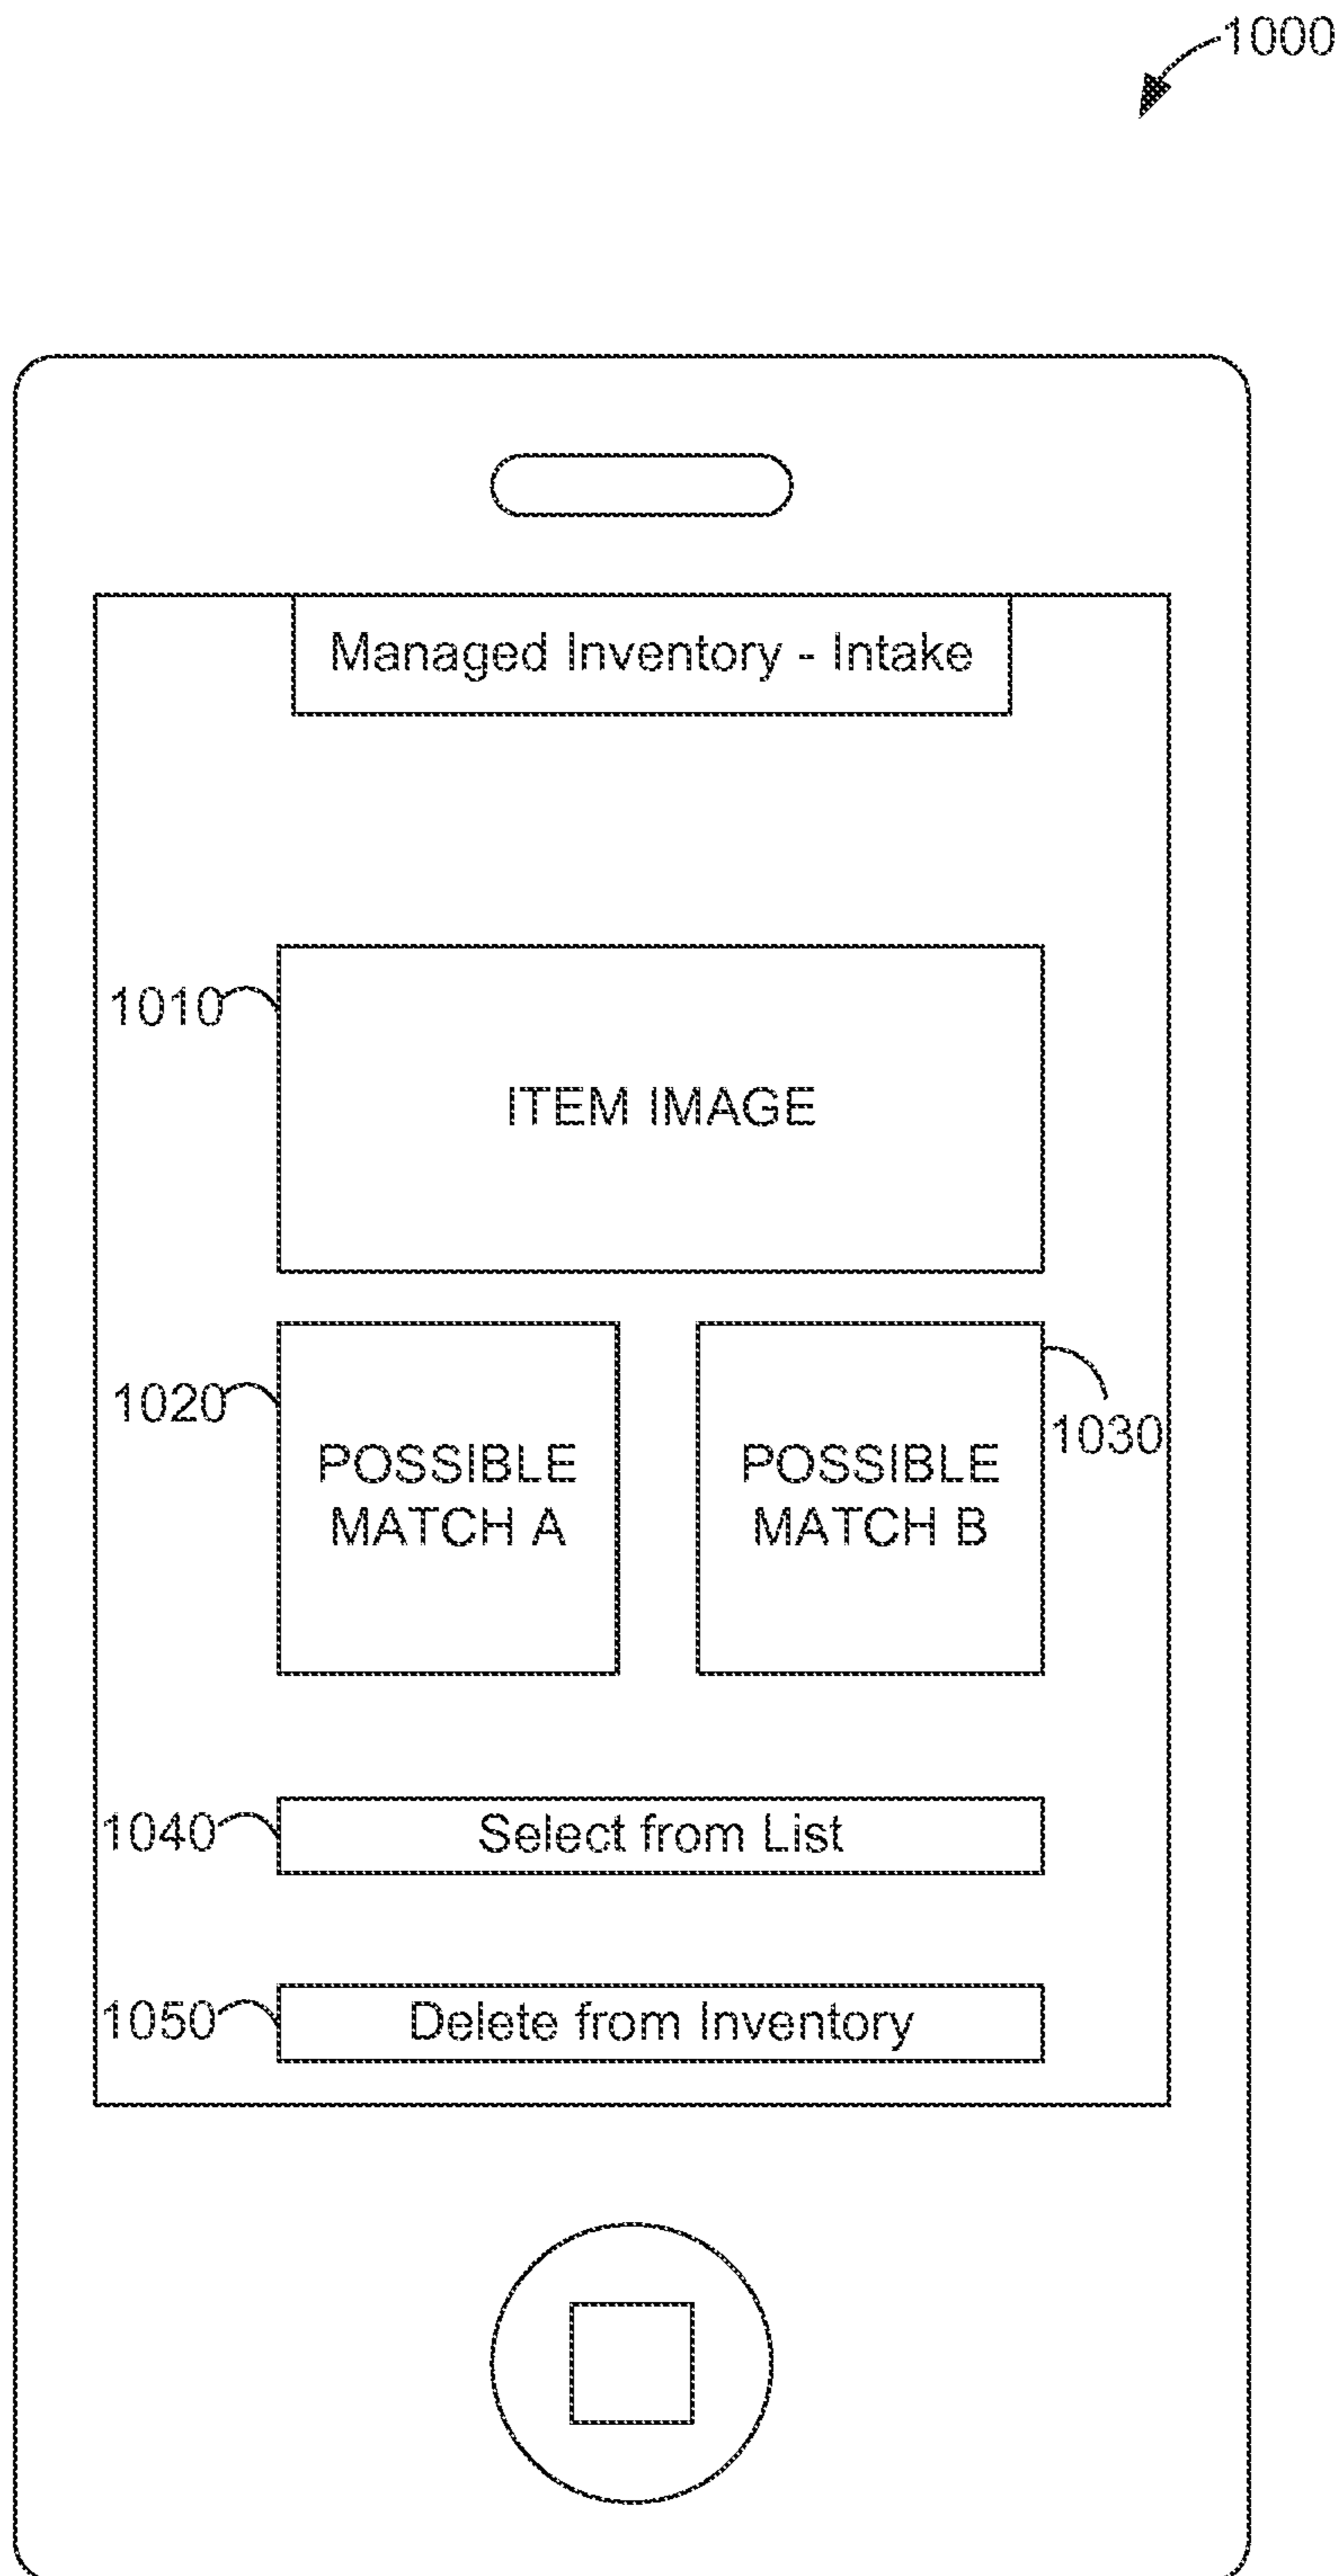 1000
Managed Inventory - Intake
1010
ITEM IMAGE
1020
POSSIBLE
MATCH A
POSSIBLE
MATCH B
1030
1040
Select from List
1050
Delete from Inventory